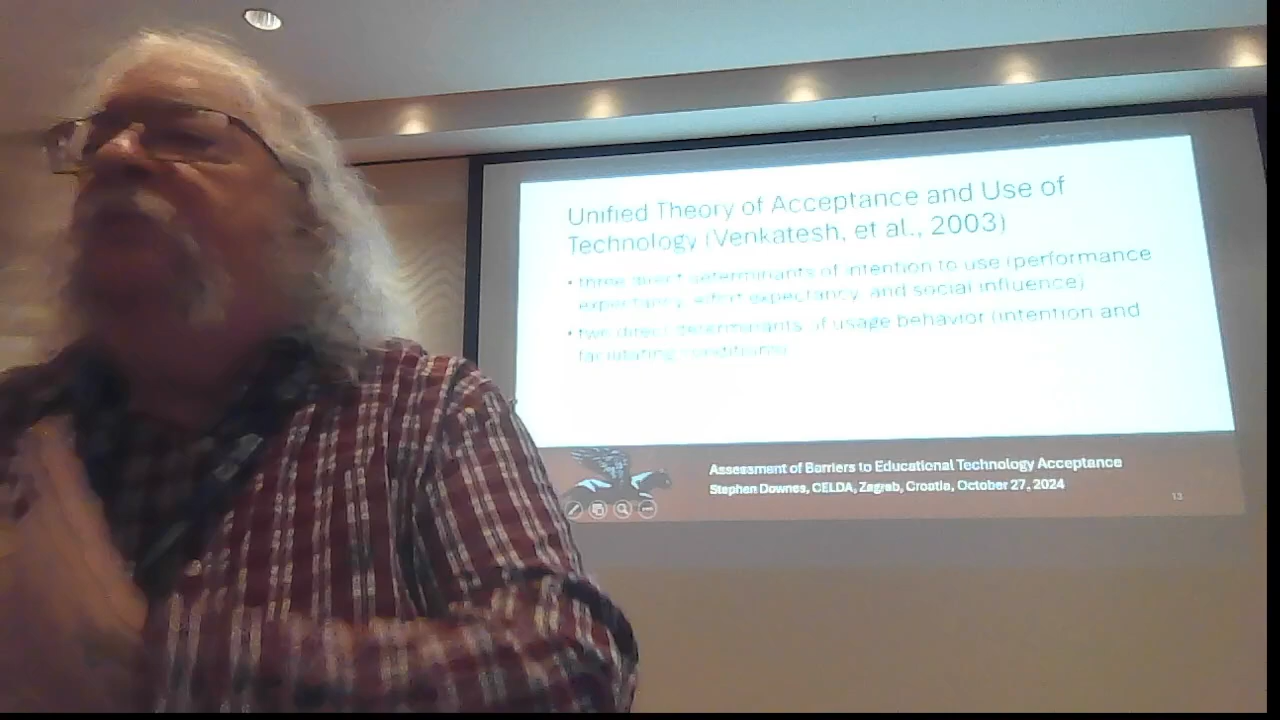 Unified Theory of Acceptance and Use of
Technology (Venkatesh, et al., 2003)
• three direct determinants of intention to use (performance
expectancy, effort expectancy, and social influence)
• two direct determinants of usage behavior (intention and
facilitating conditions)
Assessment of Barriers to Educational Technology Acceptance
Stephen Downes, CELDA, Zagreb, Croatia, October 27, 2024
13